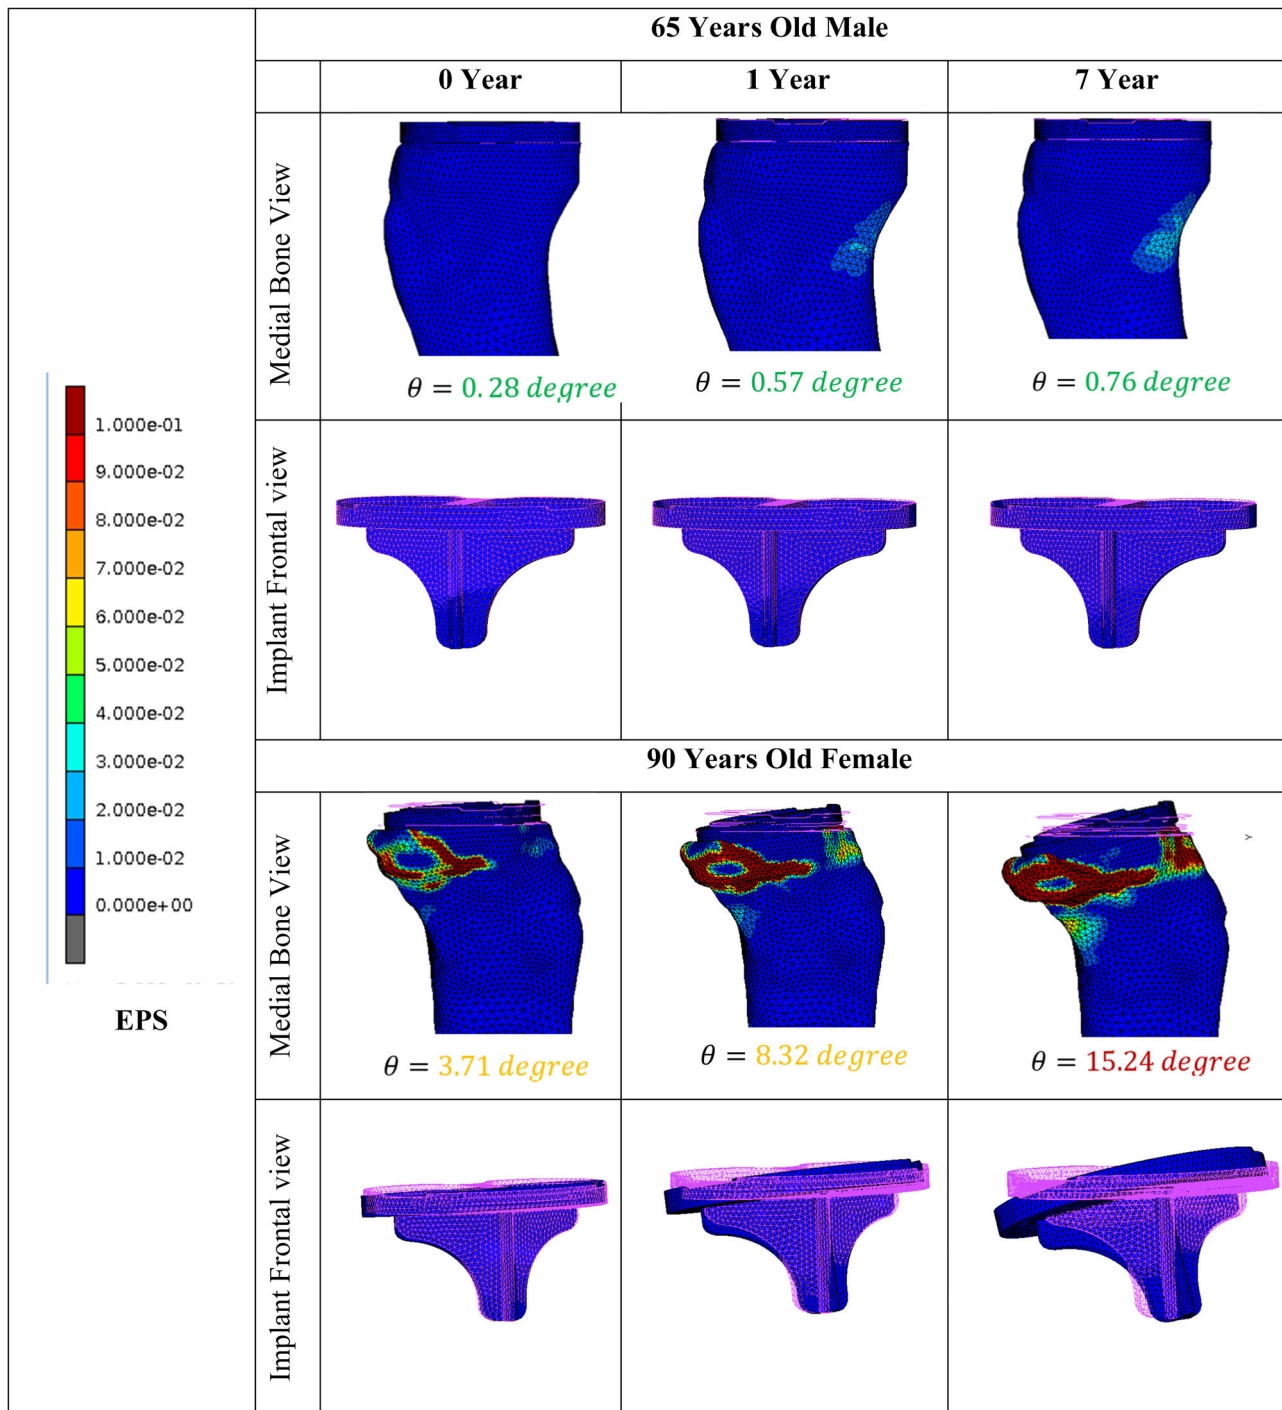 65 Years Old Male
0 Year
1 Year
7 Year
Medial Bone View
θ = 0.28 degree
θ = 0.57 degree
θ = 0.76 degree
Implant Frontal view
1.000e-01
9.000e-02
8.000e-02
7.000e-02
6.000e-02
5.000e-02
4.000e-02
3.000e-02
2.000e-02
1.000e-02
0.000e+00
EPS
90 Years Old Female
Medial Bone View
Y
θ = 3.71 degree
θ = 8.32 degree
θ = 15.24 degree
Implant Frontal view